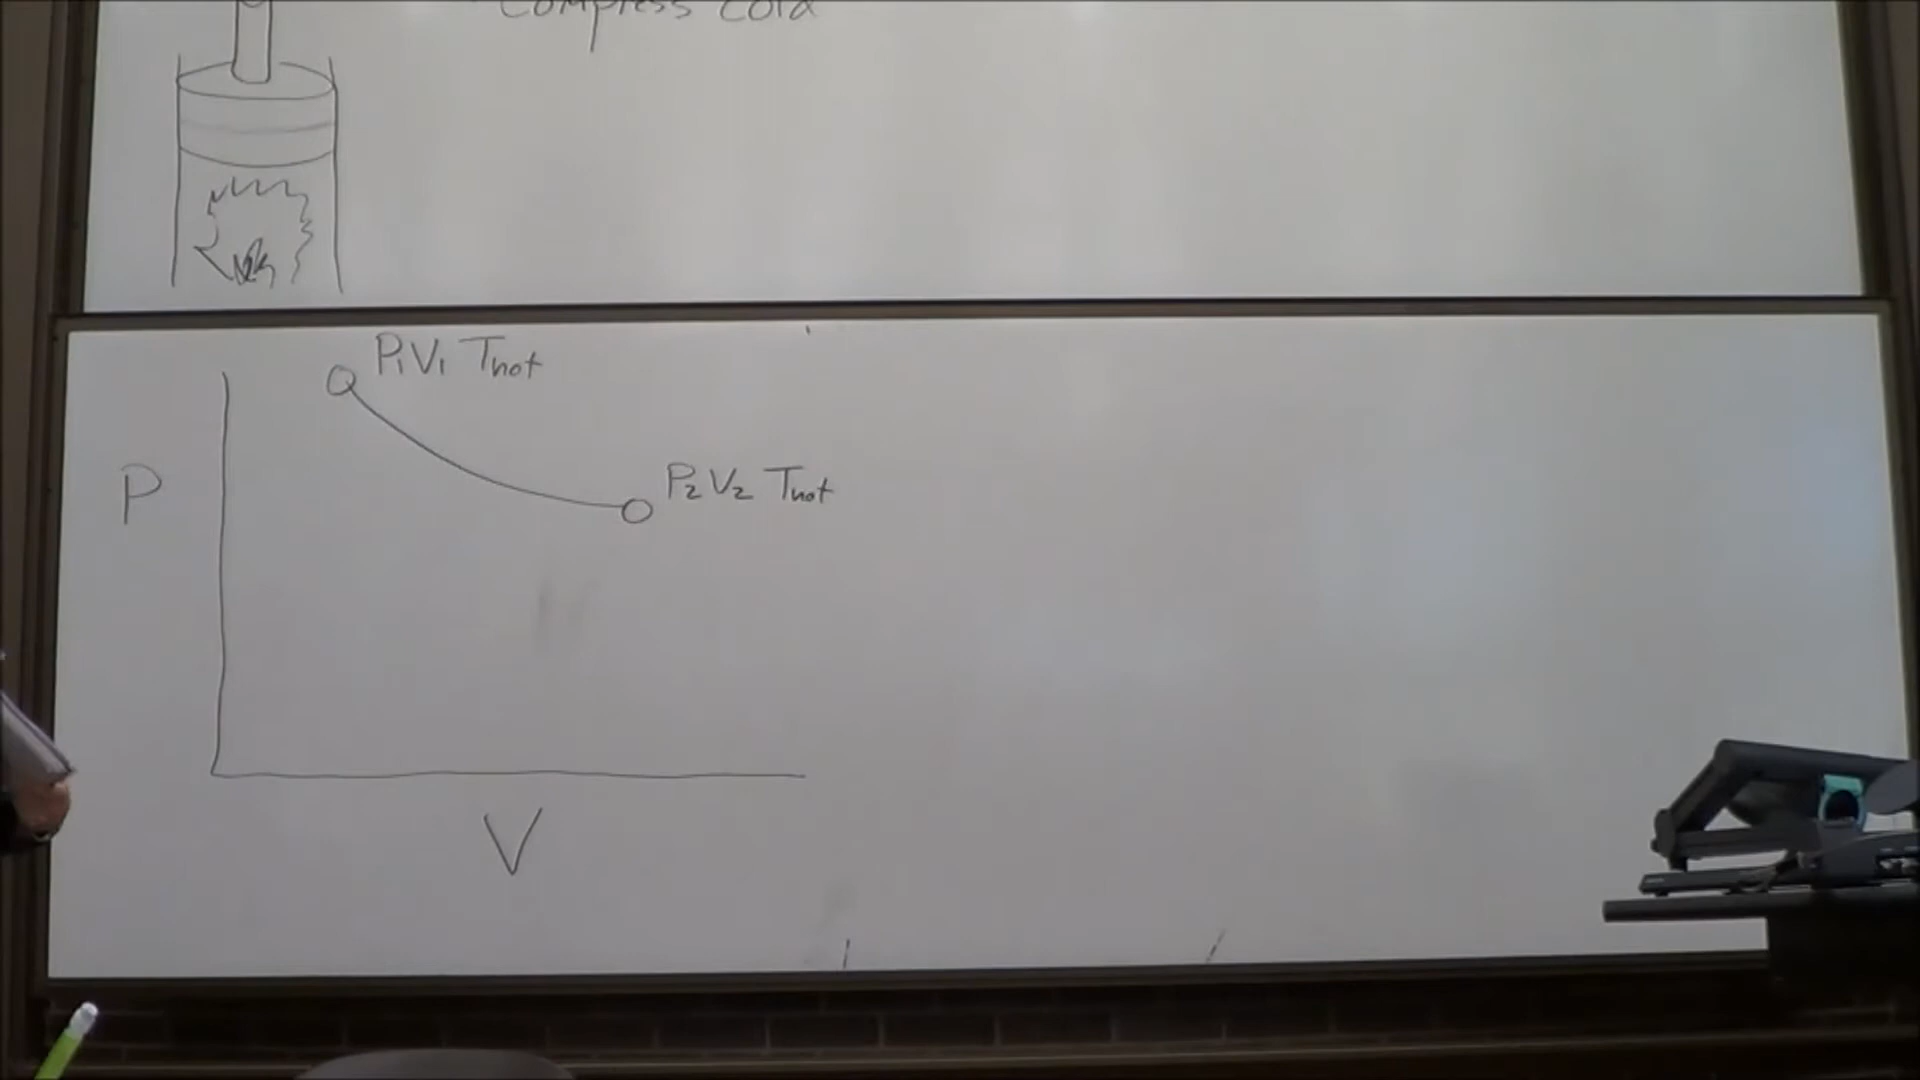 Compress Cold
P₁V₁ Thot
P₂V₂ Thot
P
V